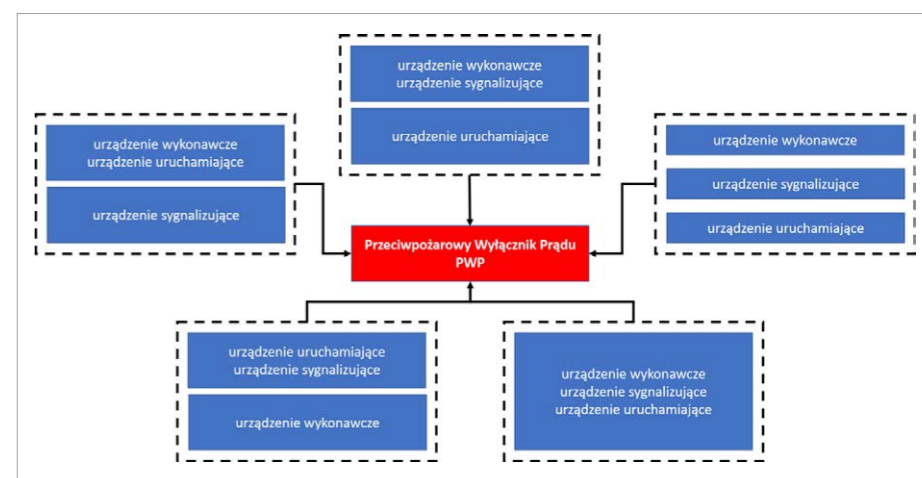 urządzenie wykonawcze
urządzenie sygnalizujące
urządzenie uruchamiające
urządzenie wykonawcze
urządzenie uruchamiające
urządzenie sygnalizujące
urządzenie wykonawcze
urządzenie sygnalizujące
urządzenie uruchamiające
Przeciwpożarowy Wyłącznik Prądu
PWP
urządzenie uruchamiające
urządzenie sygnalizujące
urządzenie wykonawcze
urządzenie wykonawcze
urządzenie sygnalizujące
urządzenie uruchamiające